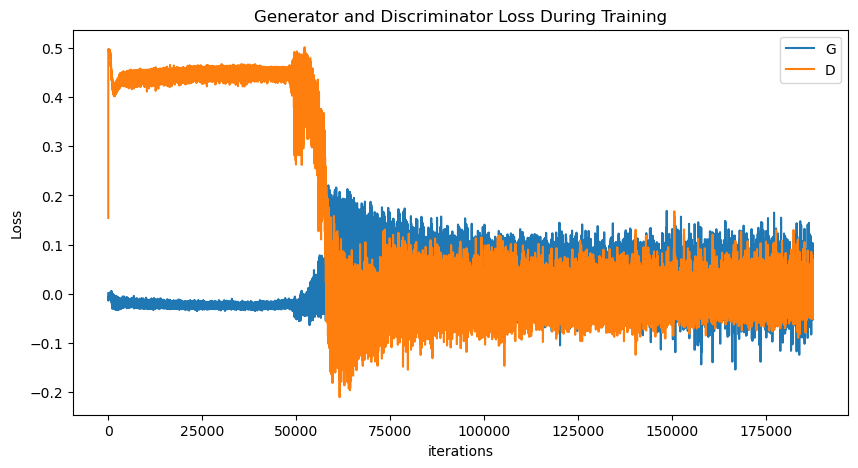 Generator and Discriminator Loss During Training
G
D
0.5
0.4
0.3
0.2
0.1
0.0
−0.1
−0.2
Loss
0 25000 50000 75000 100000 125000 150000 175000
iterations